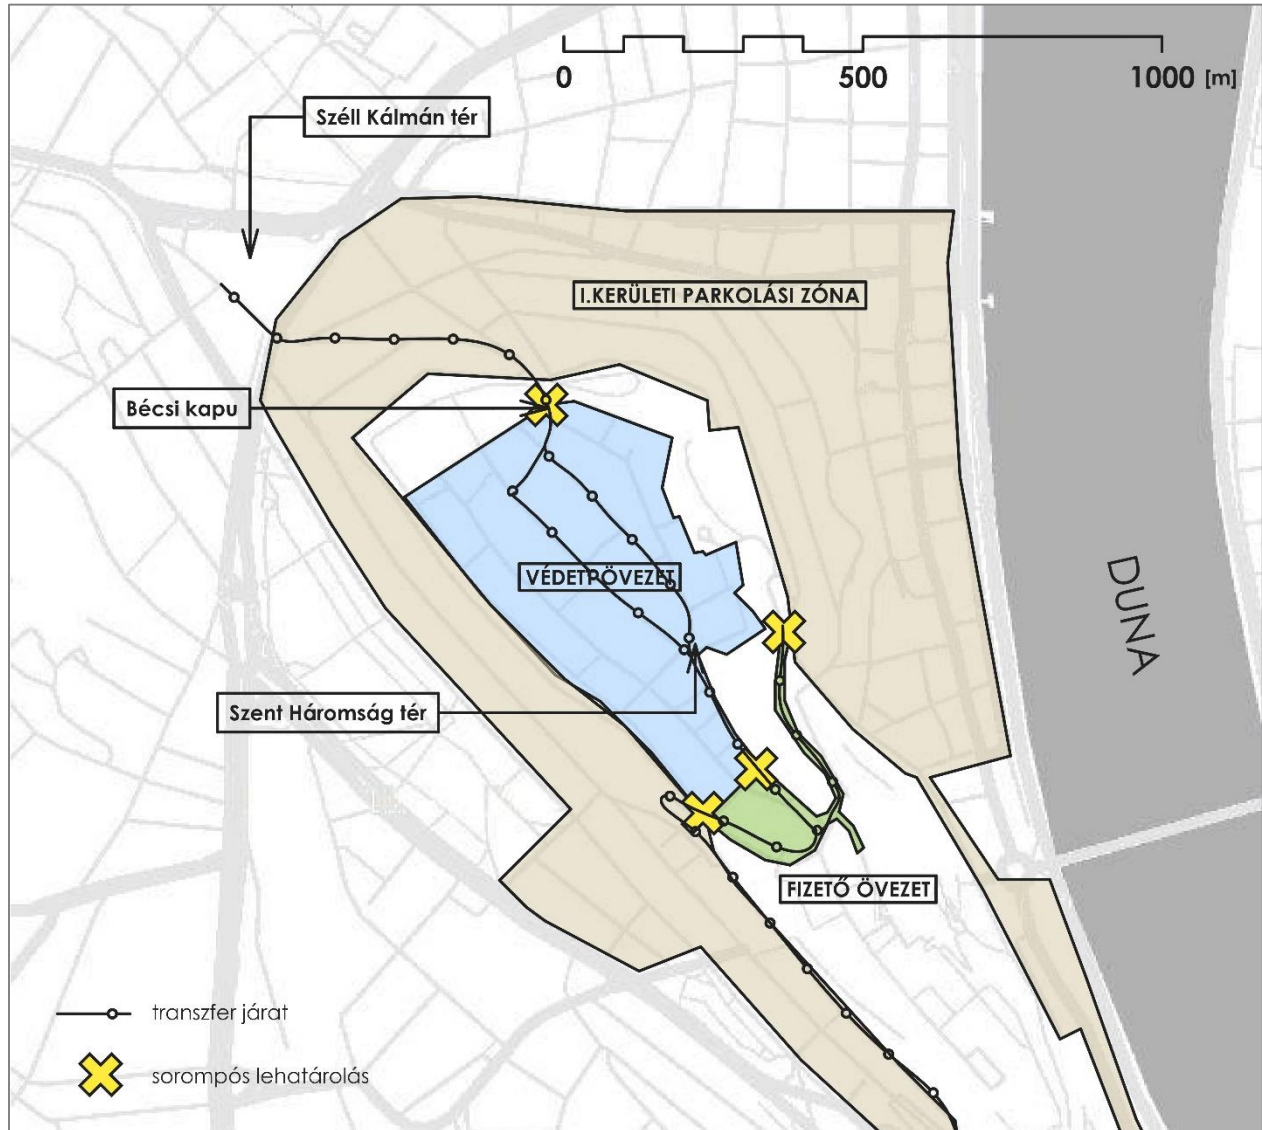 0 500 1000 [m]
Széll Kálmán tér
I.KERÜLETI PARKOLÁSI ZÓNA
Bécsi kapu
VÉDETT ÖVEZET
DUNA
Szent Háromság tér
FIZETŐ ÖVEZET
transzfer járat
sorompós lehatárolás